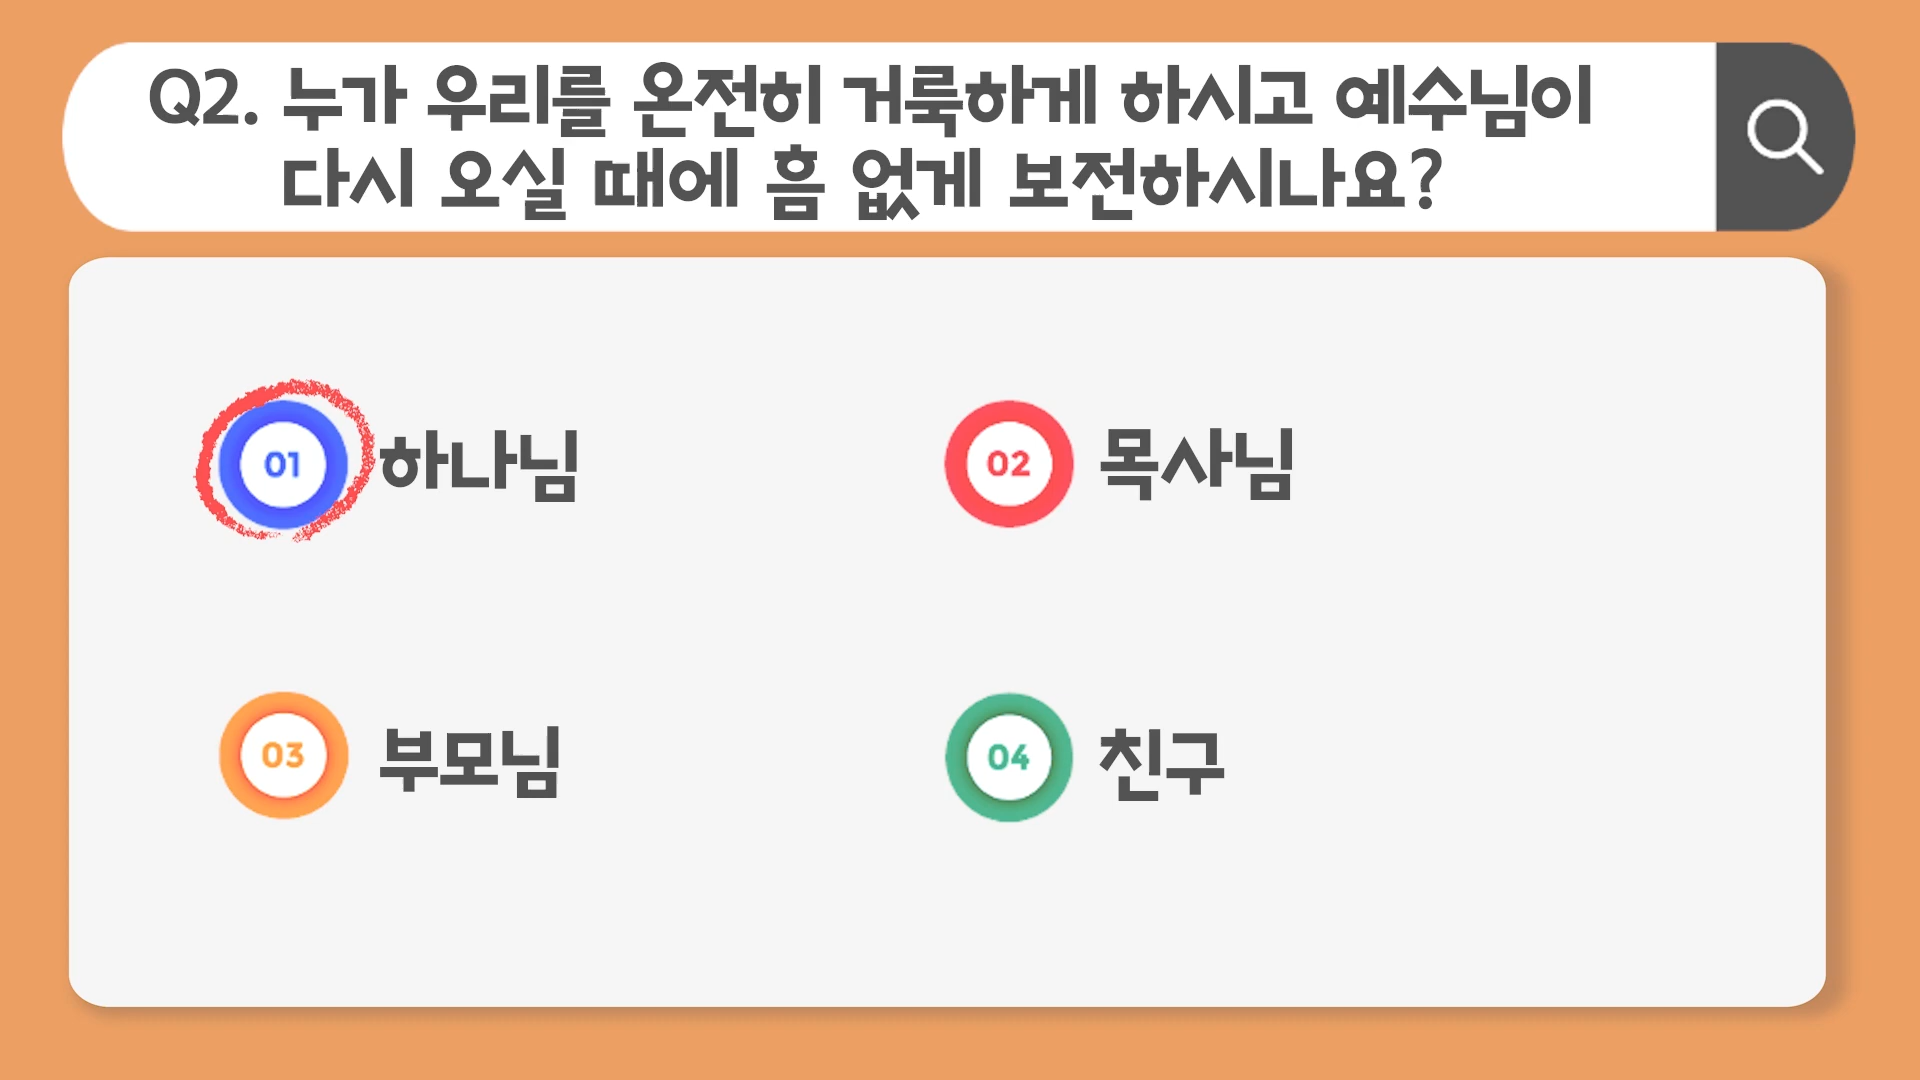 Q2. 누가 우리를 온전히 거룩하게 하시고 예수님이
다시 오실 때에 흠 없게 보전하시나요?
01 하나님
02 목사님
03 부모님
04 친구